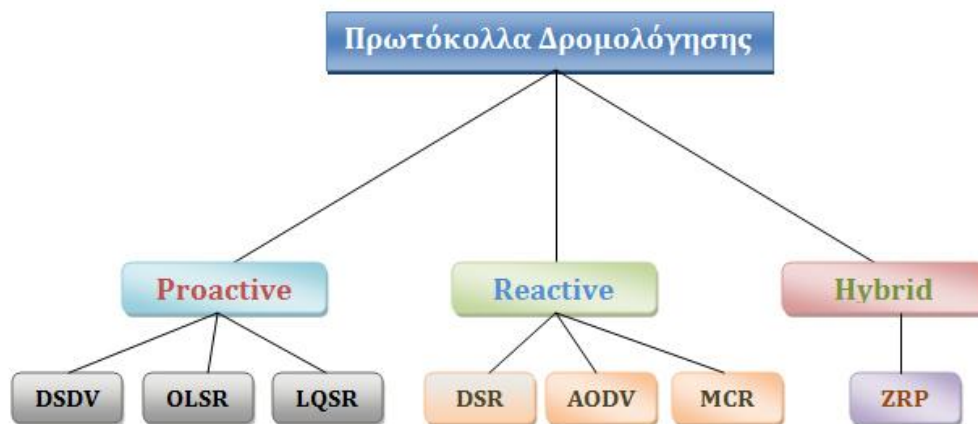 Πρωτόκολλα Δρομολόγησης
Proactive
Reactive
Hybrid
DSDV
OLSR
LQSR
DSR
AODV
MCR
ZRP